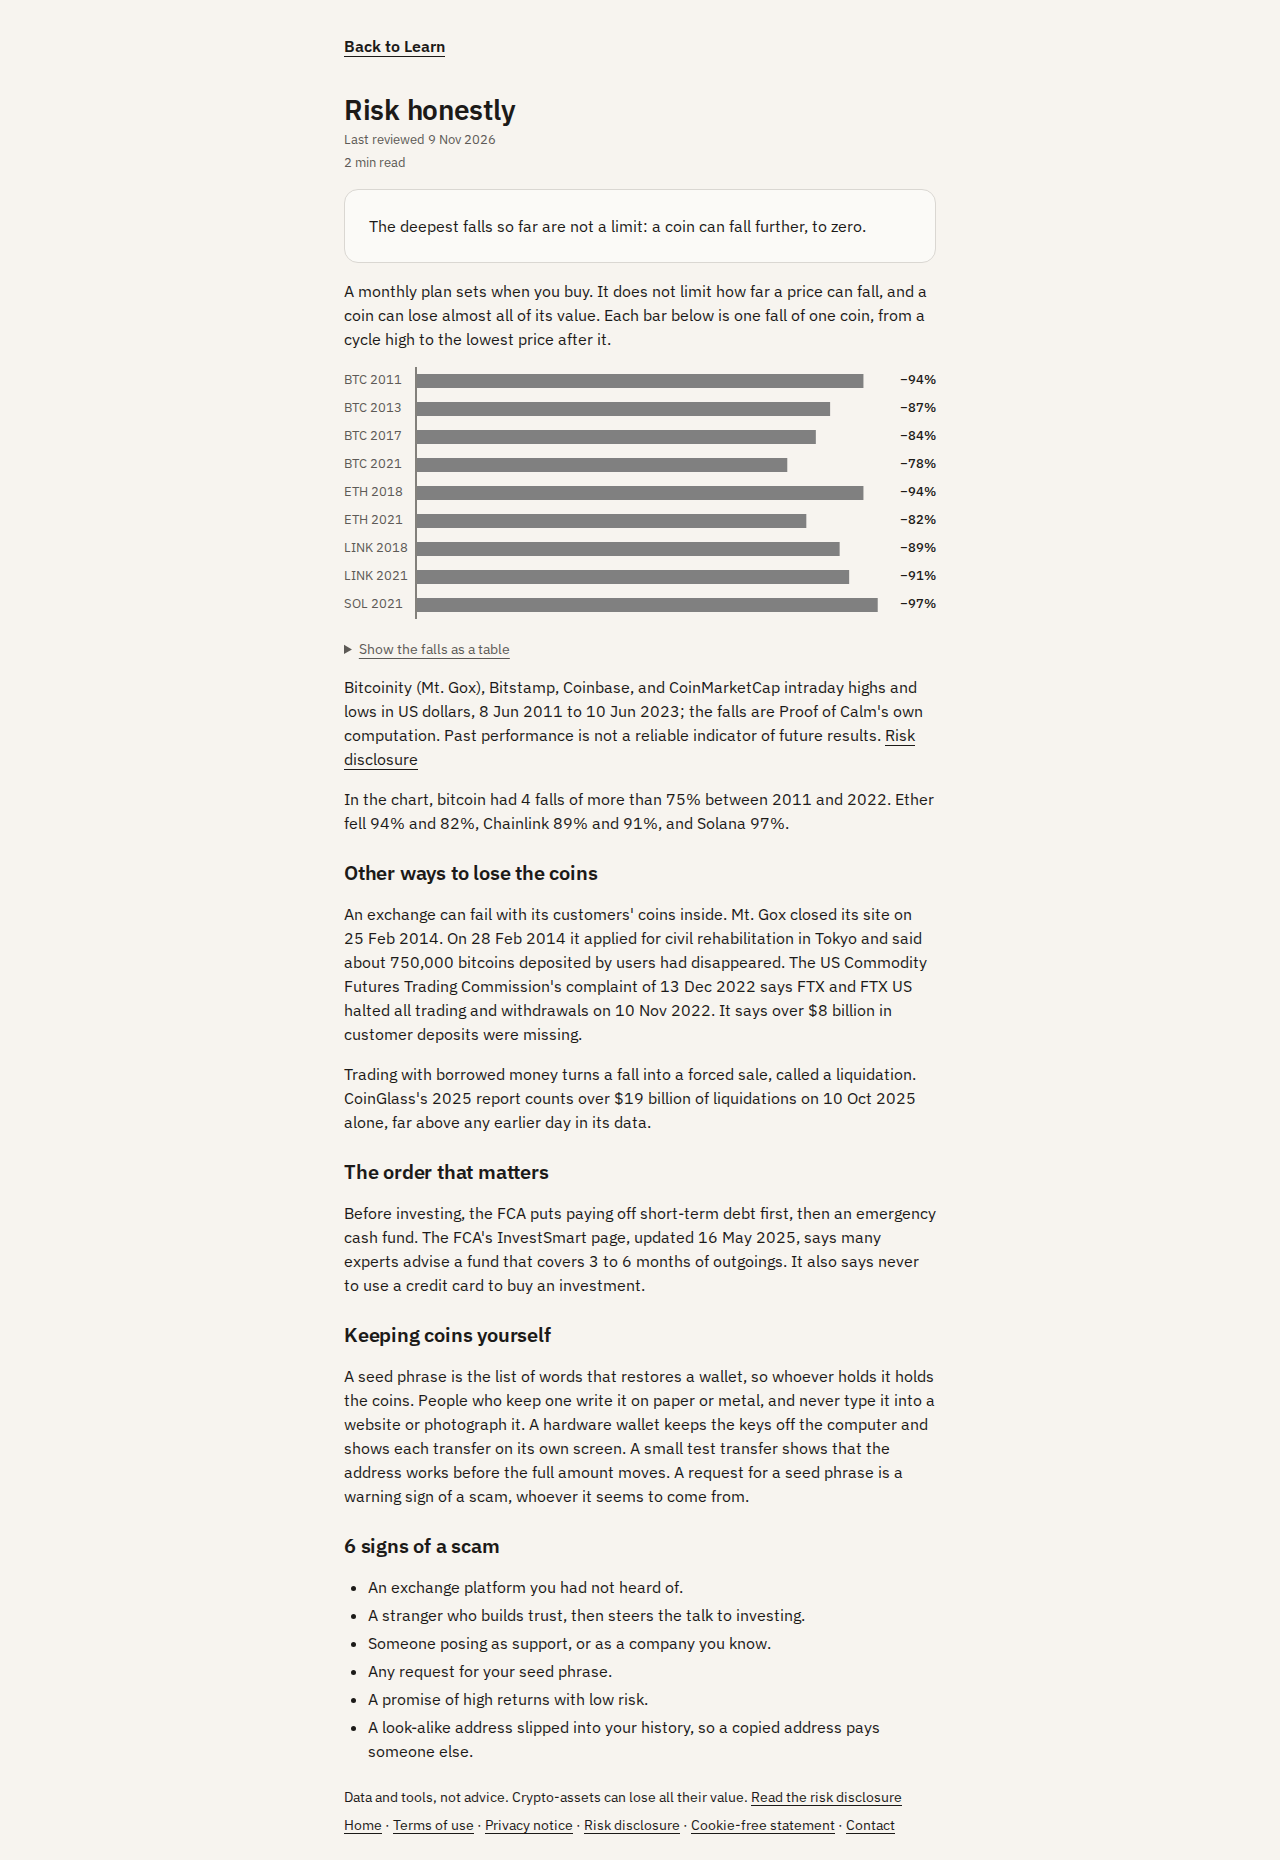 Back to Learn
Risk honestly
Last reviewed 9 Nov 2026
2 min read
The deepest falls so far are not a limit: a coin can fall further, to zero.
A monthly plan sets when you buy. It does not limit how far a price can fall, and a
coin can lose almost all of its value. Each bar below is one fall of one coin, from a
cycle high to the lowest price after it.
BTC 2011 −94%
BTC 2013 −87%
BTC 2017 −84%
BTC 2021 −78%
ETH 2018 −94%
ETH 2021 −82%
LINK 2018 −89%
LINK 2021 −91%
SOL 2021 −97%
Show the falls as a table
Bitcoinity (Mt. Gox), Bitstamp, Coinbase, and CoinMarketCap intraday highs and
lows in US dollars, 8 Jun 2011 to 10 Jun 2023; the falls are Proof of Calm's own
computation. Past performance is not a reliable indicator of future results. Risk
disclosure
In the chart, bitcoin had 4 falls of more than 75% between 2011 and 2022. Ether
fell 94% and 82%, Chainlink 89% and 91%, and Solana 97%.
Other ways to lose the coins
An exchange can fail with its customers' coins inside. Mt. Gox closed its site on
25 Feb 2014. On 28 Feb 2014 it applied for civil rehabilitation in Tokyo and said
about 750,000 bitcoins deposited by users had disappeared. The US Commodity
Futures Trading Commission's complaint of 13 Dec 2022 says FTX and FTX US
halted all trading and withdrawals on 10 Nov 2022. It says over $8 billion in
customer deposits were missing.
Trading with borrowed money turns a fall into a forced sale, called a liquidation.
CoinGlass's 2025 report counts over $19 billion of liquidations on 10 Oct 2025
alone, far above any earlier day in its data.
The order that matters
Before investing, the FCA puts paying off short-term debt first, then an emergency
cash fund. The FCA's InvestSmart page, updated 16 May 2025, says many
experts advise a fund that covers 3 to 6 months of outgoings. It also says never
to use a credit card to buy an investment.
Keeping coins yourself
A seed phrase is the list of words that restores a wallet, so whoever holds it holds
the coins. People who keep one write it on paper or metal, and never type it into a
website or photograph it. A hardware wallet keeps the keys off the computer and
shows each transfer on its own screen. A small test transfer shows that the
address works before the full amount moves. A request for a seed phrase is a
warning sign of a scam, whoever it seems to come from.
6 signs of a scam
• An exchange platform you had not heard of.
• A stranger who builds trust, then steers the talk to investing.
• Someone posing as support, or as a company you know.
• Any request for your seed phrase.
• A promise of high returns with low risk.
• A look-alike address slipped into your history, so a copied address pays
someone else.
Data and tools, not advice. Crypto-assets can lose all their value. Read the risk disclosure
Home · Terms of use · Privacy notice · Risk disclosure · Cookie-free statement · Contact